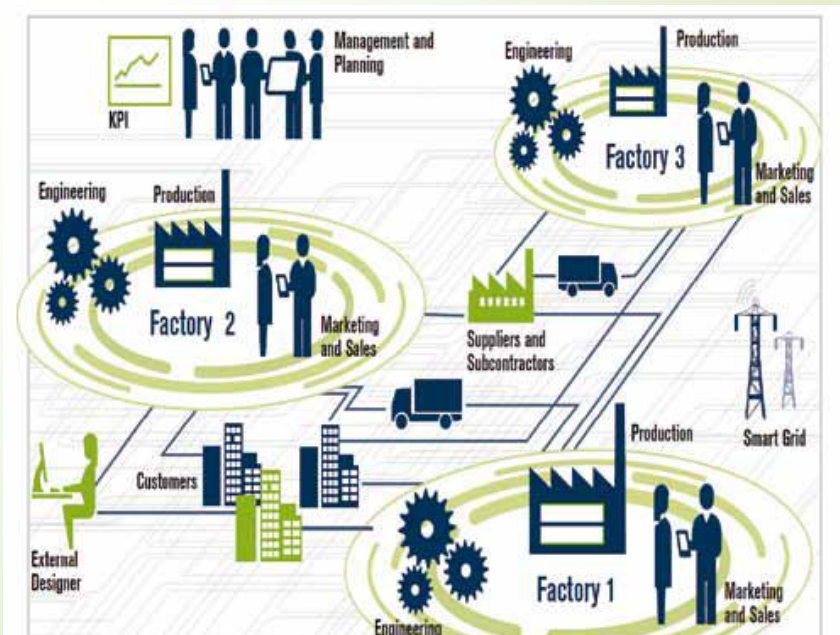 Management and
Planning
KPI
Engineering
Production
Factory 3
Marketing
and Sales
Engineering
Production
Factory 2
Marketing
and Sales
Suppliers and
Subcontractors
Smart Grid
Customers
External
Designer
Production
Factory 1
Marketing
and Sales
Engineering